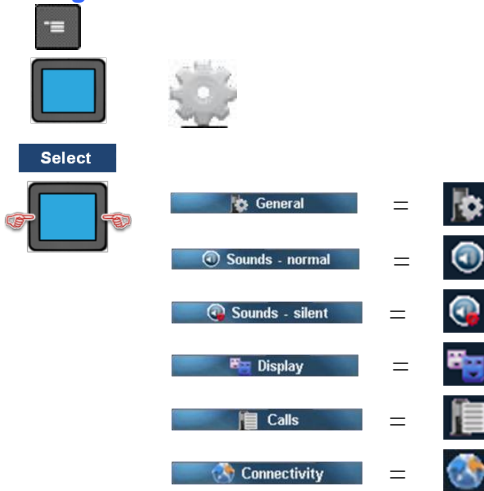 Select
General =
Sounds - normal =
Sounds - silent =
Display =
Calls =
Connectivity =